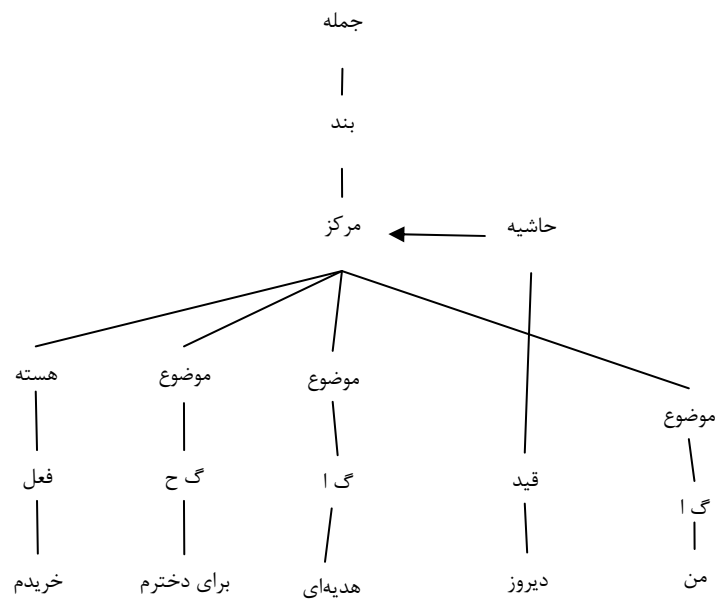 جمله
بند
حاشیه مرکز
موضوع موضوع هسته
موضوع
قید گ ا گ ح فعل
گ ا
من دیروز هدیه‌ای برای دخترم خریدم